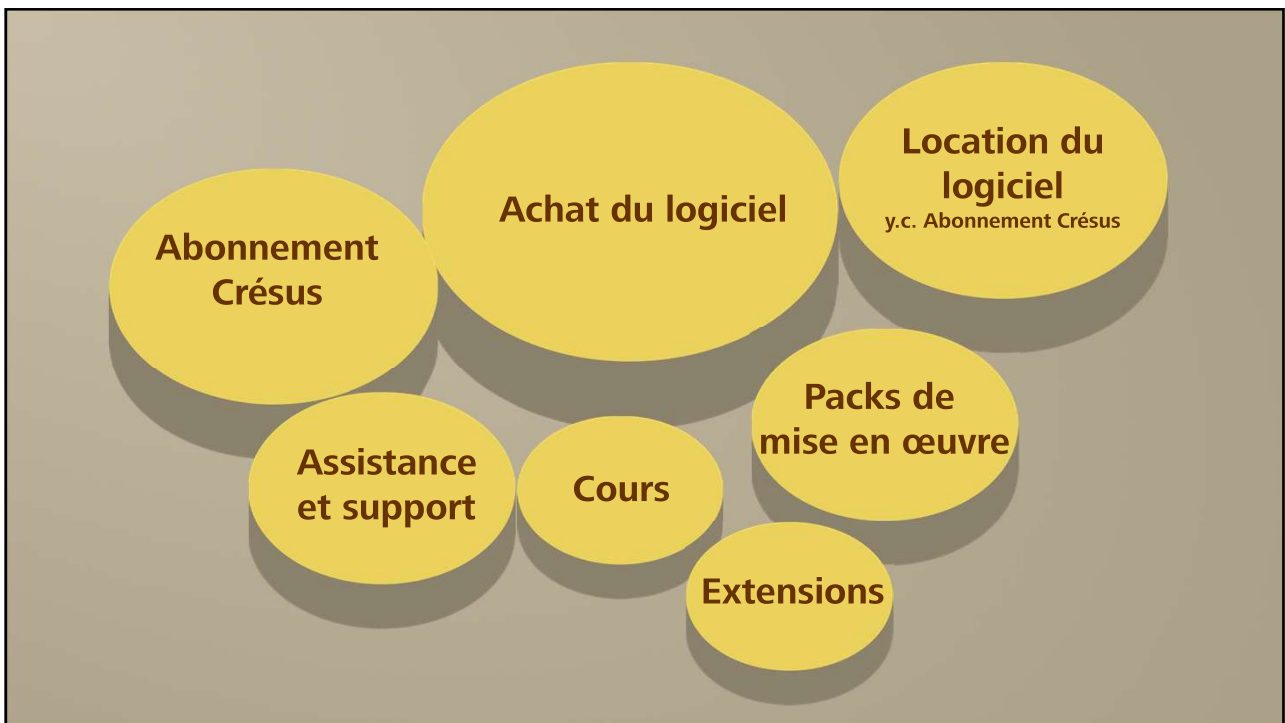 Abonnement
Crésus
Achat du logiciel
Location du
logiciel
y.c. Abonnement Crésus
Assistance
et support
Cours
Packs de
mise en œuvre
Extensions